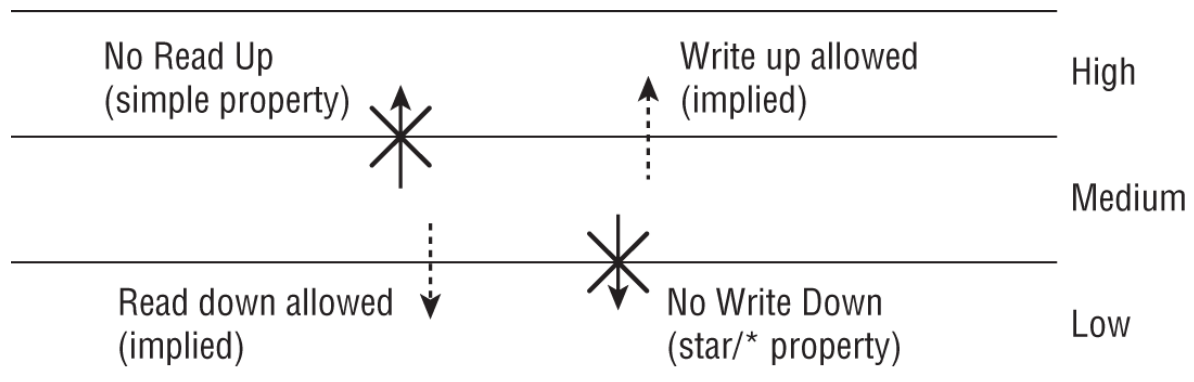 No Read Up
(simple property)
Write up allowed
(implied)
High
Medium
Read down allowed
(implied)
No Write Down
(star/* property)
Low